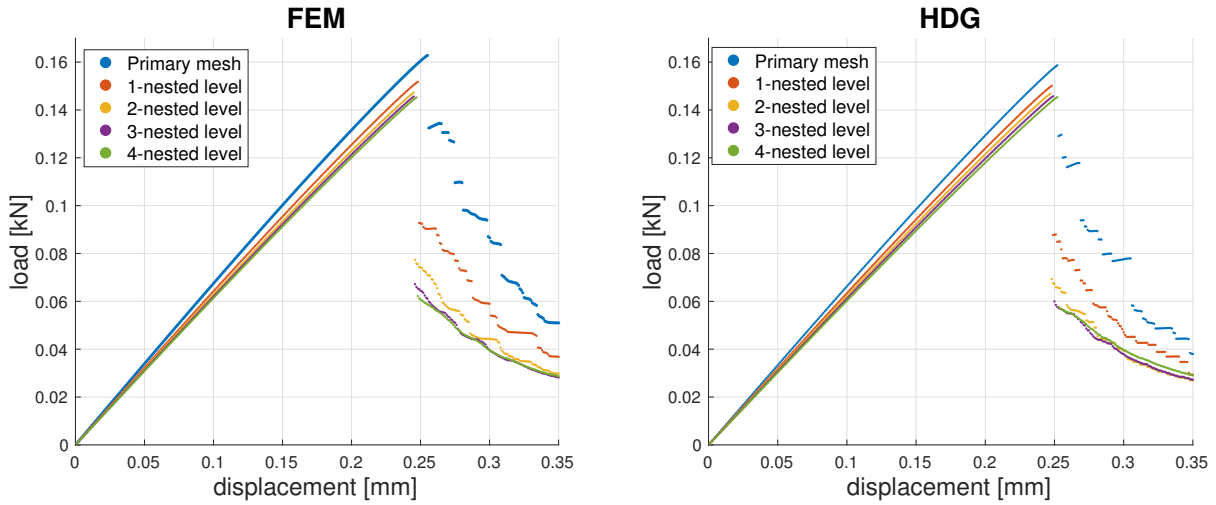 FEM
Primary mesh
1-nested level
2-nested level
3-nested level
4-nested level
0.16
0.14
0.12
0.1
0.08
0.06
0.04
0.02
0
load [kN]
0 0.05 0.1 0.15 0.2 0.25 0.3 0.35
displacement [mm]
HDG
Primary mesh
1-nested level
2-nested level
3-nested level
4-nested level
0.16
0.14
0.12
0.1
0.08
0.06
0.04
0.02
0
load [kN]
0 0.05 0.1 0.15 0.2 0.25 0.3 0.35
displacement [mm]